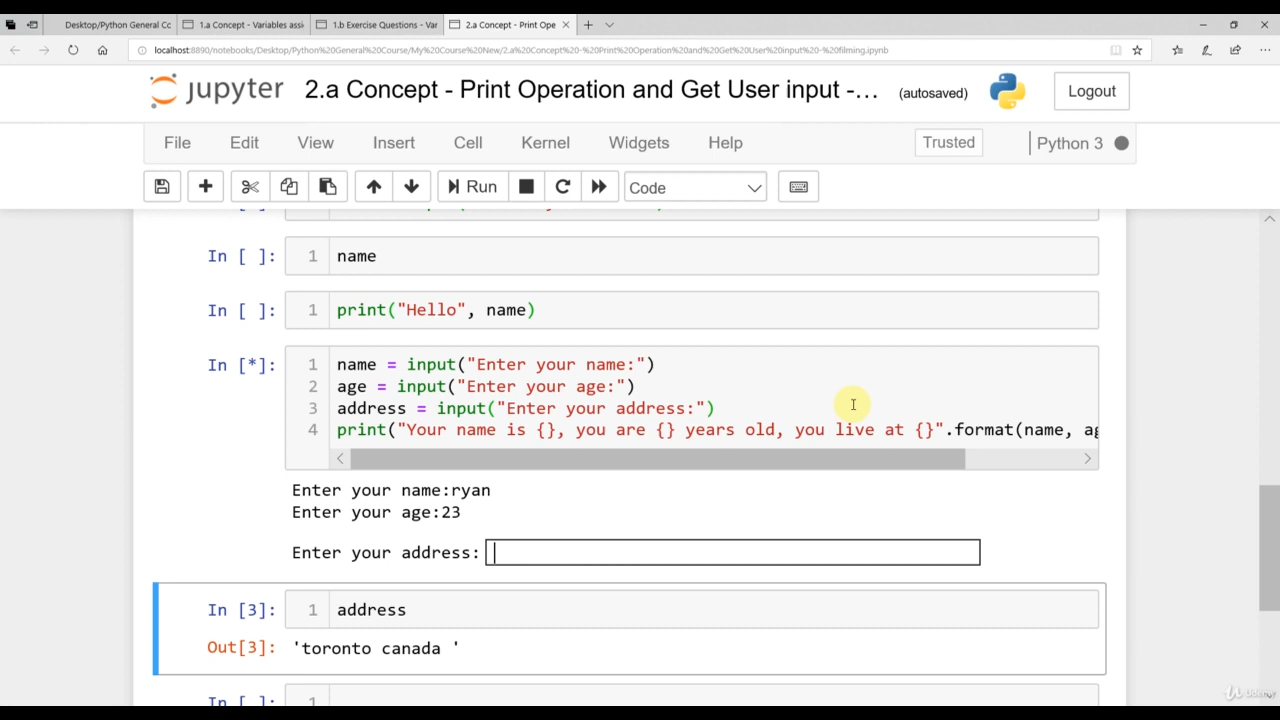 Desktop/Python General Cc
1.a Concept - Variables assi
1.b Exercise Questions - Var
2.a Concept - Print Ope
localhost:8890/notebooks/Desktop/Python%20General%20Course/My%20Course%20New/2.a%20Concept%20-%20Print%20Operation%20and%20Get%20User%20input%20-%20filming.ipynb
jupyter 2.a Concept - Print Operation and Get User input -... (autosaved) Logout
File Edit View Insert Cell Kernel Widgets Help Trusted Python 3
Run Code
In [ ]: 1 name
In [ ]: 1 print("Hello", name)
In [*]: 1 name = input("Enter your name:")
2 age = input("Enter your age:")
3 address = input("Enter your address:")
4 print("Your name is {}, you are {} years old, you live at {}".format(name, ag
Enter your name:ryan
Enter your age:23
Enter your address:
In [3]: 1 address
Out[3]: 'toronto canada '
In [ ]: 1
Udemy